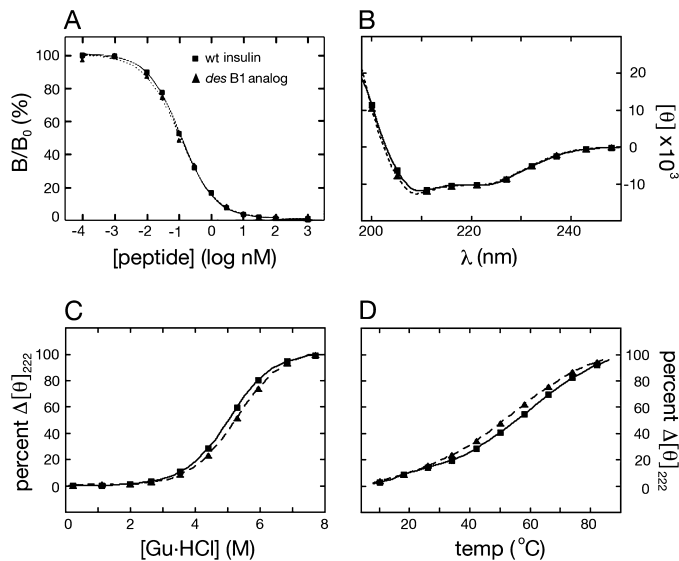 A
B
100
80
60
40
20
0
B/B0 (%)
wt insulin
des B1 analog
-4 -3 -2 -1 0 1 2 3
[peptide] (log nM)
20
10
0
-10
[θ] x10³
200 220 240
λ (nm)
C
D
100
80
60
40
20
0
percent Δ[θ]222
0 2 4 6 8
[Gu·HCl] (M)
100
80
60
40
20
0
percent Δ[θ]222
20 40 60 80
temp (°C)